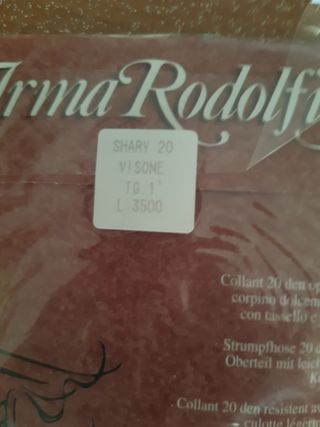 Irma Rodolfi
SHARY 20
VISONE
TG.1'
L.3500
Collant 20 den
corpino
con tassello e
Strumpfhose 20
Oberteil mit
Collant 20 den resistent
culotte